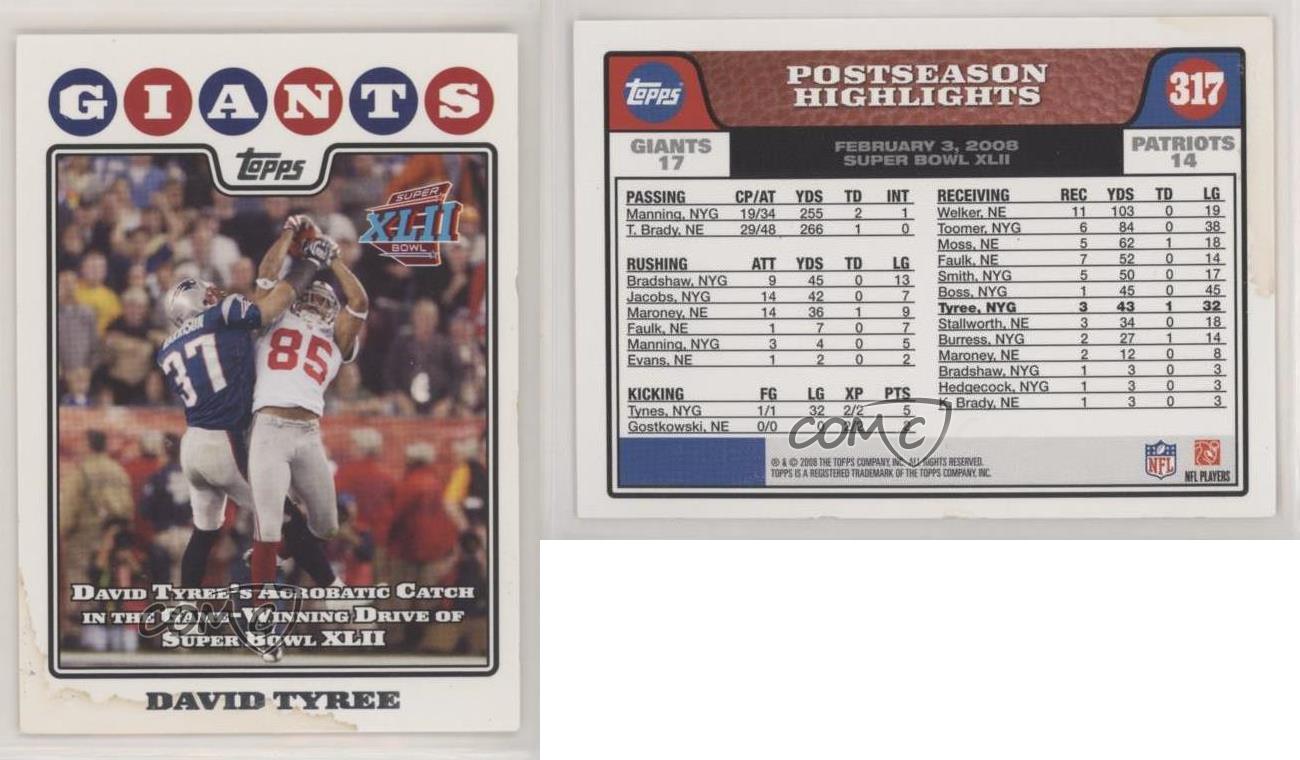 GIANTS
Topps
SUPER
XLII
BOWL
37
85
DAVID TYREE'S ACROBATIC CATCH
IN THE GAME-WINNING DRIVE OF
SUPER BOWL XLII
COMC
DAVID TYREE
Topps
POSTSEASON
HIGHLIGHTS
317
GIANTS
17
FEBRUARY 3, 2008
SUPER BOWL XLII
PATRIOTS
14
PASSING CP/AT YDS TD INT
Manning, NYG 19/34 255 2 1
T. Brady, NE 29/48 266 1 0
RUSHING ATT YDS TD LG
Bradshaw, NYG 9 45 0 13
Jacobs, NYG 14 42 0 7
Maroney, NE 14 36 1 9
Faulk, NE 1 7 0 7
Manning, NYG 3 4 0 5
Evans, NE 1 2 0 2
KICKING FG LG XP PTS
Tynes, NYG 1/1 32 2/2 5
Gostkowski, NE 0/0 0 2/2 2
RECEIVING REC YDS TD LG
Welker, NE 11 103 0 19
Toomer, NYG 6 84 0 38
Moss, NE 5 62 1 18
Faulk, NE 7 52 0 14
Smith, NYG 5 50 0 17
Boss, NYG 1 45 0 45
Tyree, NYG 3 43 1 32
Stallworth, NE 3 34 0 18
Burress, NYG 2 27 1 14
Maroney, NE 2 12 0 8
Bradshaw, NYG 1 3 0 3
Hedgecock, NYG 1 3 0 3
K. Brady, NE 1 3 0 3
COMC
® & © 2008 THE TOPPS COMPANY, INC. ALL RIGHTS RESERVED.
TOPPS IS A REGISTERED TRADEMARK OF THE TOPPS COMPANY, INC.
NFL
NFL PLAYERS